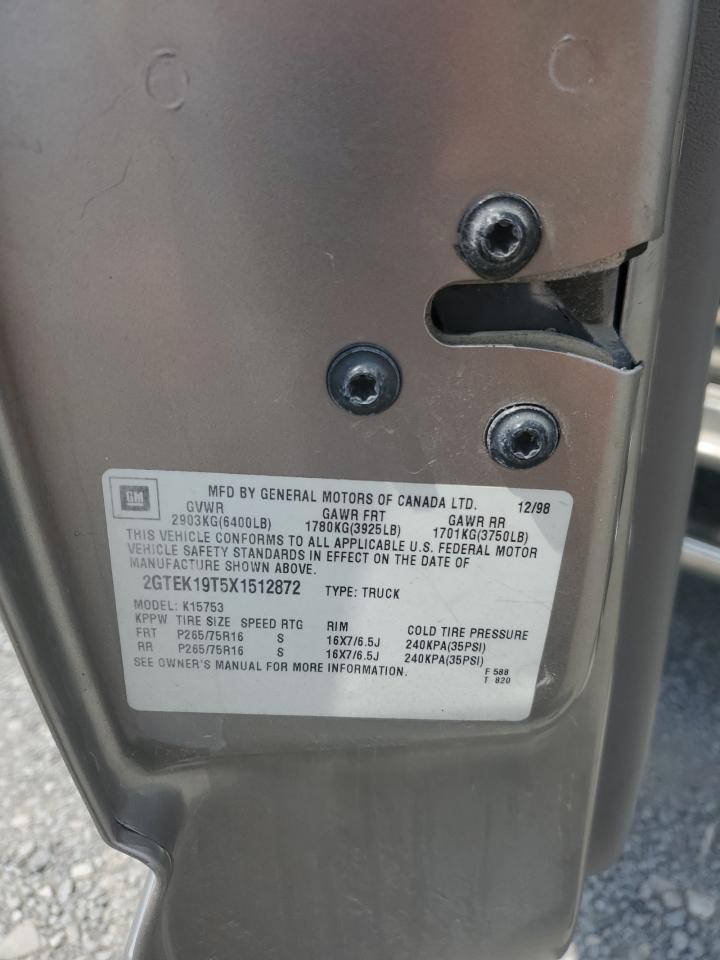 GM
MFD BY GENERAL MOTORS OF CANADA LTD. 12/98
GVWR GAWR FRT GAWR RR
2903KG(6400LB) 1780KG(3925LB) 1701KG(3750LB)
THIS VEHICLE CONFORMS TO ALL APPLICABLE U.S. FEDERAL MOTOR
VEHICLE SAFETY STANDARDS IN EFFECT ON THE DATE OF
MANUFACTURE SHOWN ABOVE.
2GTEK19T5X1512872 TYPE: TRUCK
MODEL: K15753
KPPW TIRE SIZE SPEED RTG RIM COLD TIRE PRESSURE
FRT P265/75R16 S 16X7/6.5J 240KPA(35PSI)
RR P265/75R16 S 16X7/6.5J 240KPA(35PSI)
SEE OWNER'S MANUAL FOR MORE INFORMATION. F 588
T 820